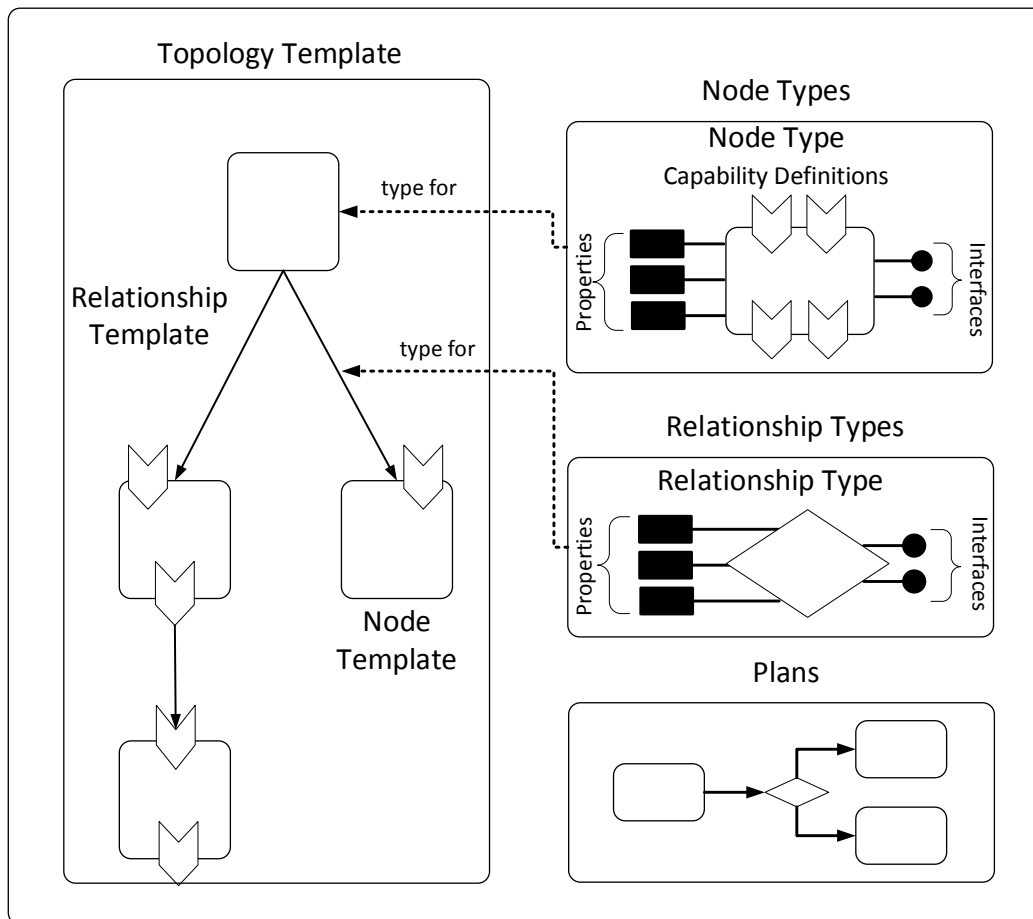 Topology Template
type for
Relationship
Template
type for
Node
Template
Node Types
Node Type
Capability Definitions
Properties
Interfaces
Relationship Types
Relationship Type
Properties
Interfaces
Plans